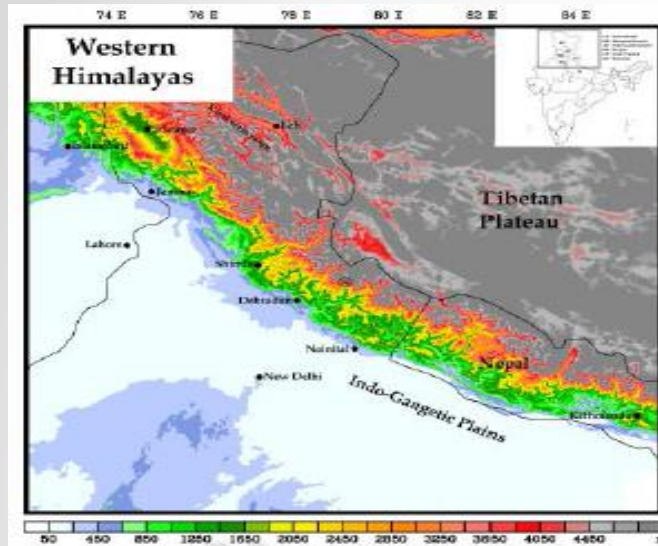 74 E 76 E 78 E 80 E 82 E 84 E
Western
Himalayas
Leh
Tibetan
Plateau
Lahore
Shimla
Dehradun
Nainital
Nepal
New Delhi
Indo-Gangetic Plains
Kathmandu
50 450 850 1250 1650 2050 2450 2850 3250 3650 4050 4450